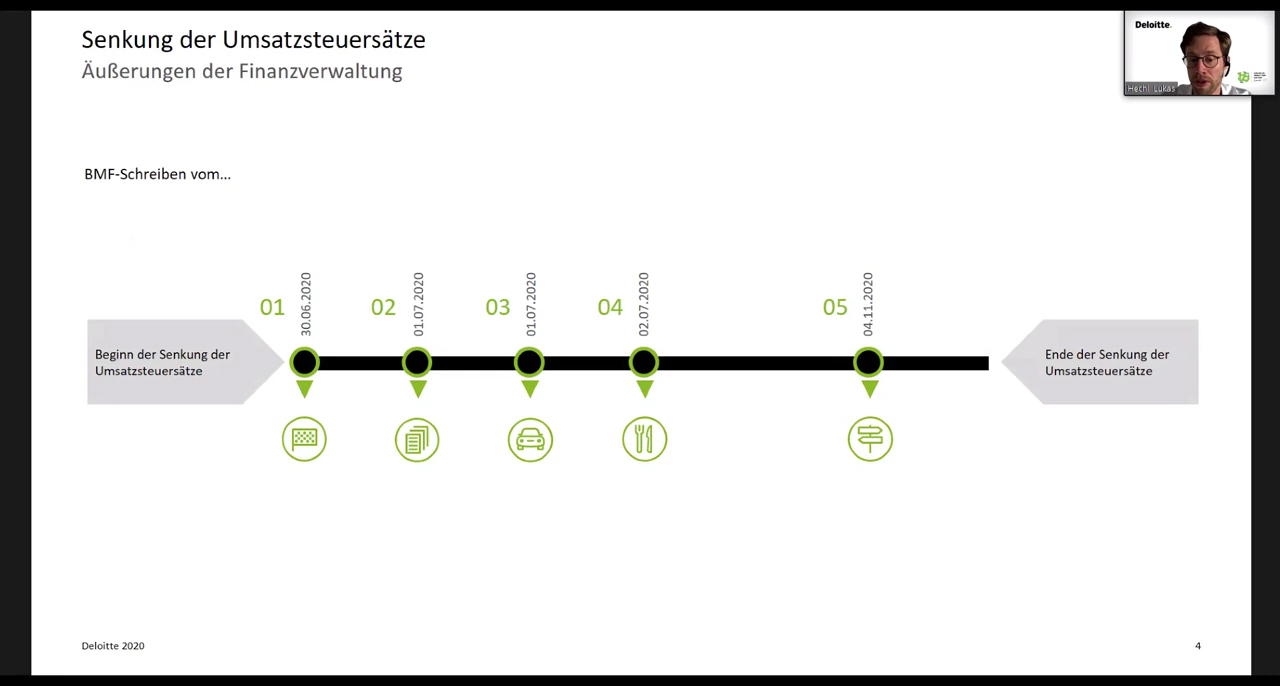 Senkung der Umsatzsteuersätze
Äußerungen der Finanzverwaltung
Deloitte.
Hechl Lukas
BMF-Schreiben vom...
01
30.06.2020
02
01.07.2020
03
01.07.2020
04
02.07.2020
05
04.11.2020
Beginn der Senkung der
Umsatzsteuersätze
Ende der Senkung der
Umsatzsteuersätze
Deloitte 2020
4